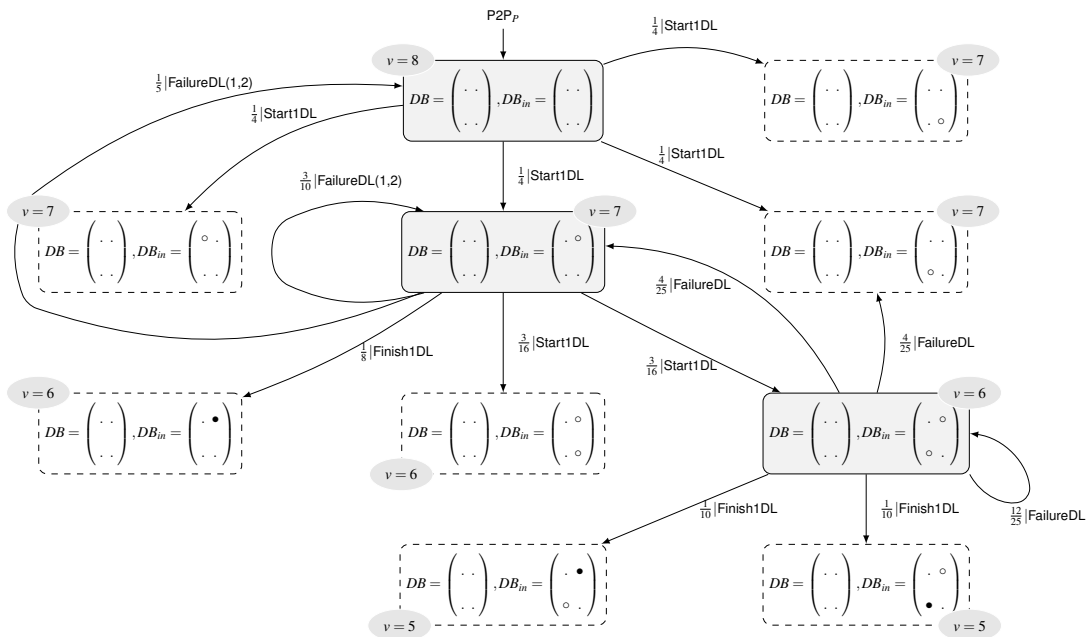 P2P_P
1/4|Start1DL
v = 8
v = 7
1/5|FailureDL(1,2)
DB = ( . . / . . ) , DB_in = ( . . / . . )
DB = ( . . / . . ) , DB_in = ( . . / . ○ )
1/4|Start1DL
1/4|Start1DL
1/4|Start1DL
3/10|FailureDL(1,2)
v = 7
v = 7
v = 7
DB = ( . . / . . ) , DB_in = ( ○ . / . . )
DB = ( . . / . . ) , DB_in = ( . ○ / . . )
DB = ( . . / . . ) , DB_in = ( . . / ○ . )
4/25|FailureDL
1/8|Finish1DL
3/16|Start1DL
3/16|Start1DL
4/25|FailureDL
v = 6
v = 6
DB = ( . . / . . ) , DB_in = ( . ● / . . )
DB = ( . . / . . ) , DB_in = ( . ○ / . ○ )
DB = ( . . / . . ) , DB_in = ( . ○ / ○ . )
v = 6
1/10|Finish1DL
1/10|Finish1DL
12/25|FailureDL
DB = ( . . / . . ) , DB_in = ( . ● / ○ . )
DB = ( . . / . . ) , DB_in = ( . ○ / ● . )
v = 5
v = 5